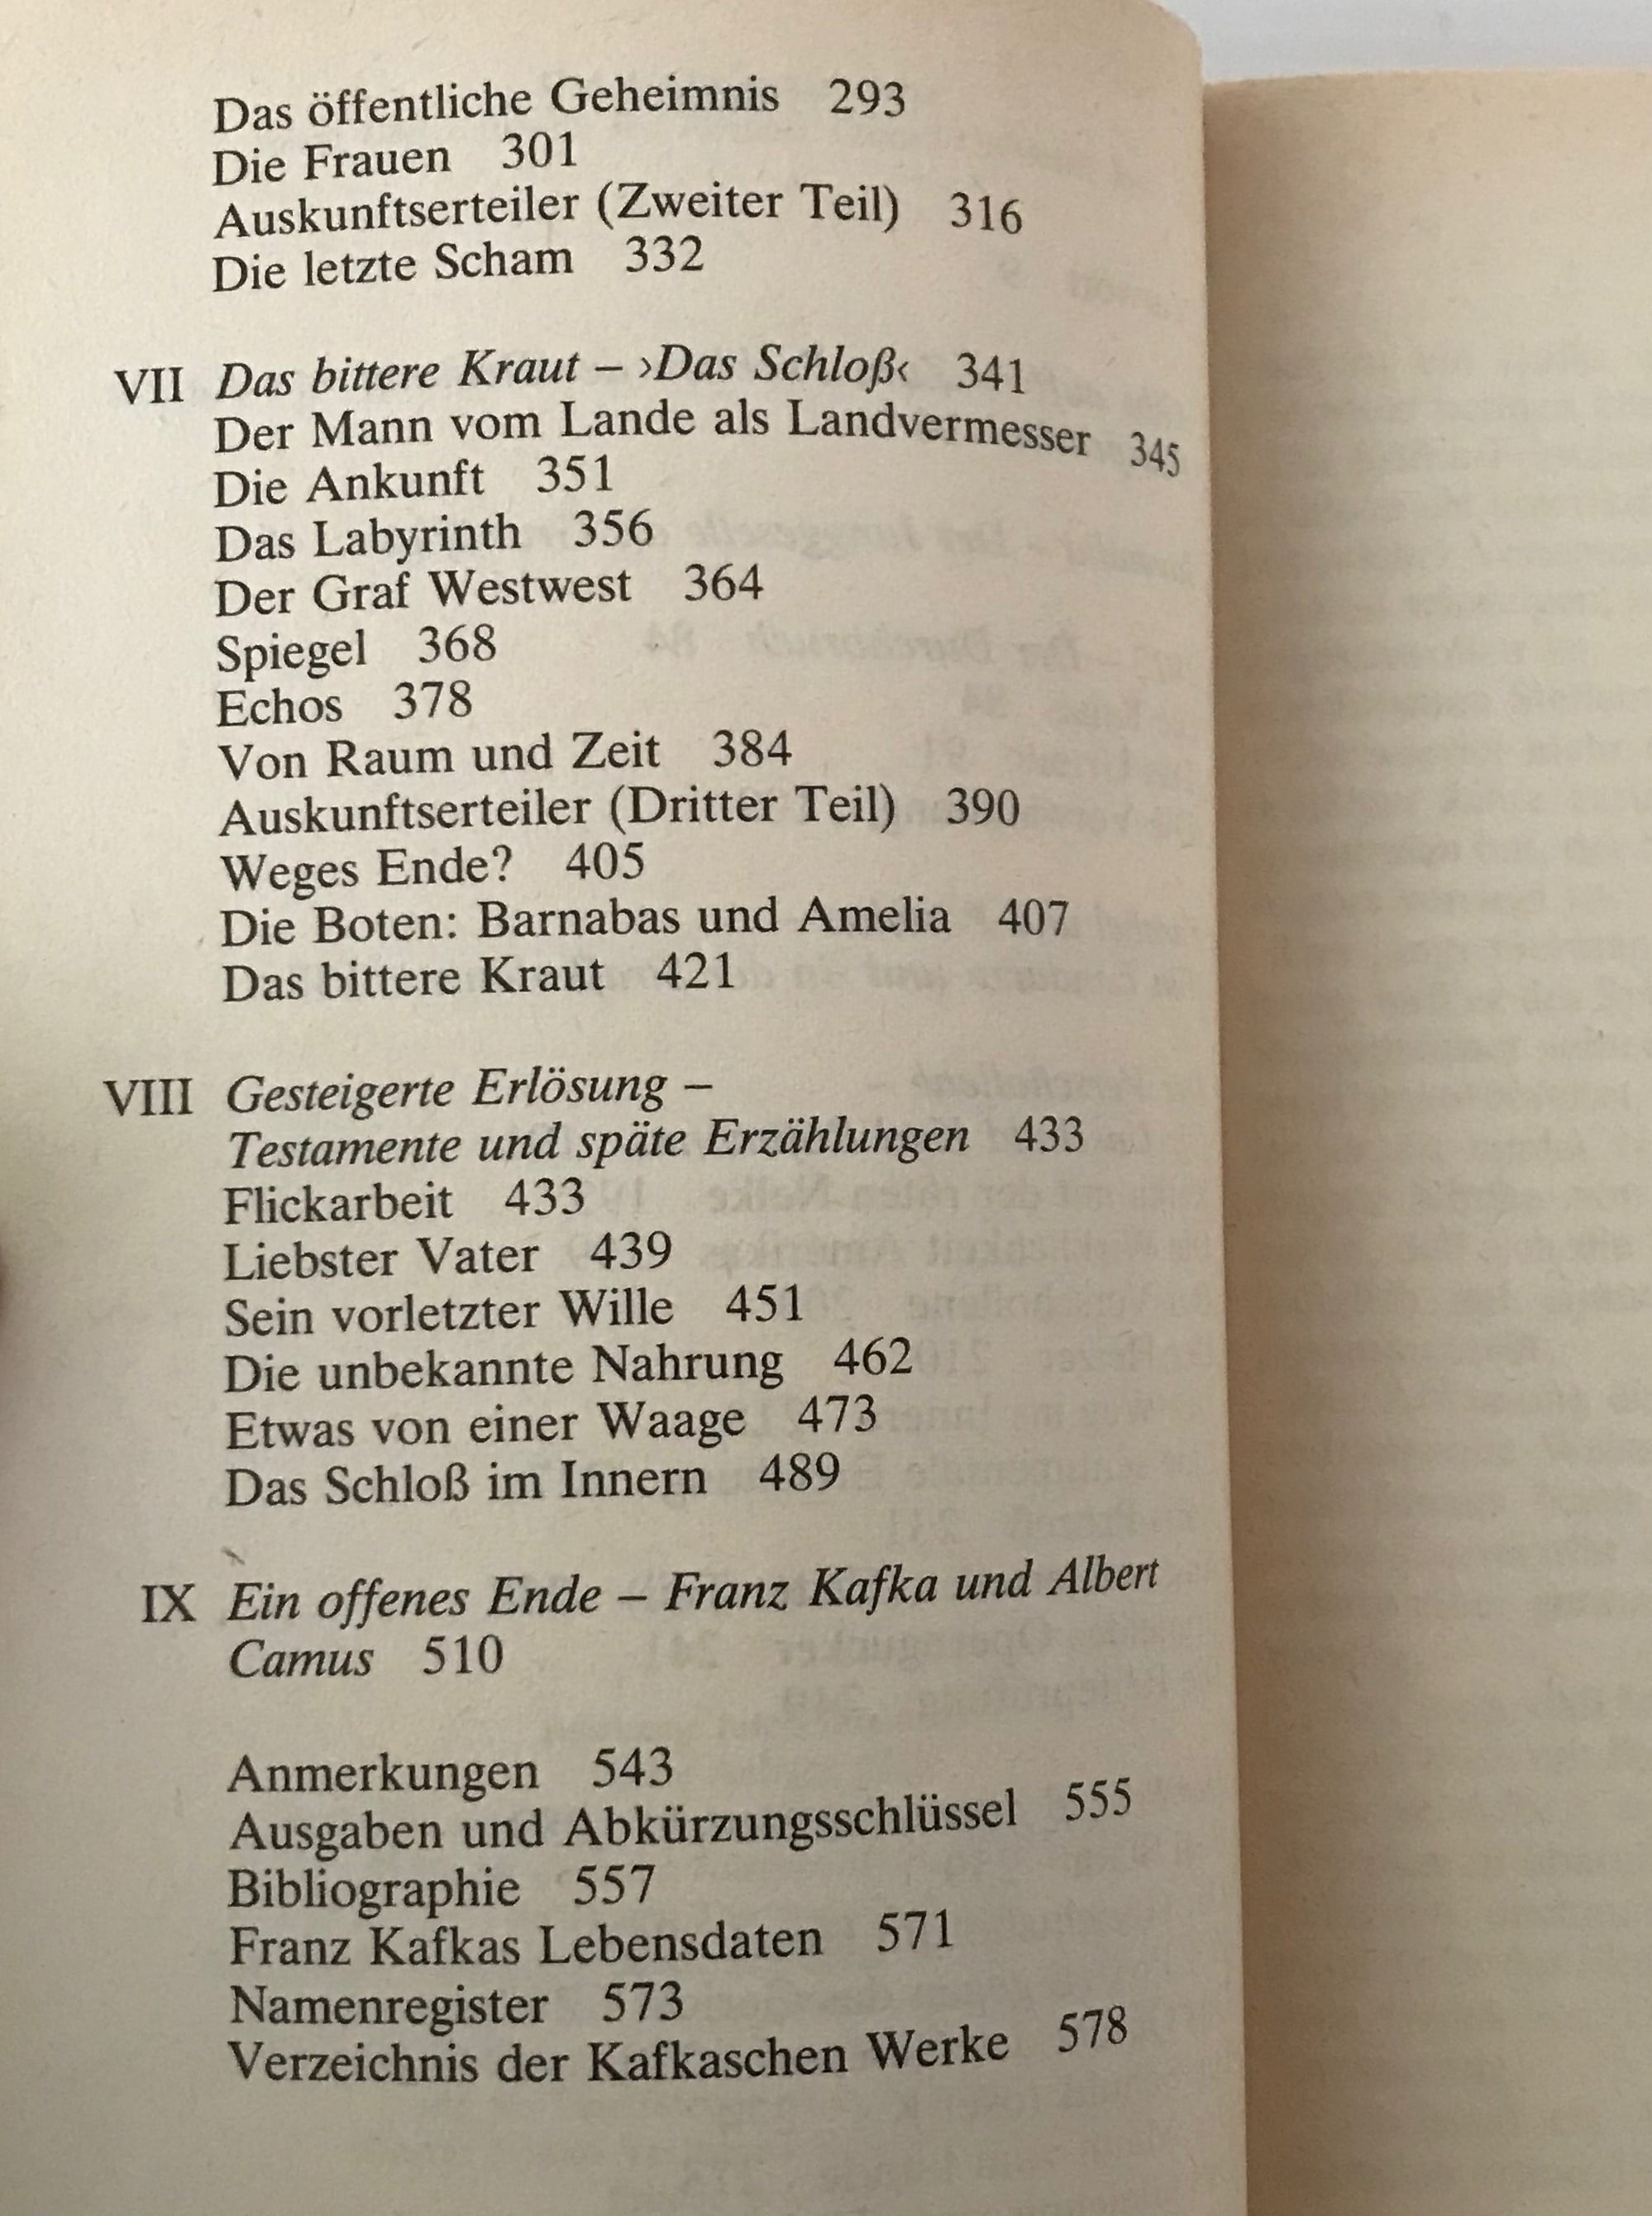 Das öffentliche Geheimnis 293
Die Frauen 301
Auskunftserteiler (Zweiter Teil) 316
Die letzte Scham 332
VII Das bittere Kraut – ›Das Schloß‹ 341
Der Mann vom Lande als Landvermesser 345
Die Ankunft 351
Das Labyrinth 356
Der Graf Westwest 364
Spiegel 368
Echos 378
Von Raum und Zeit 384
Auskunftserteiler (Dritter Teil) 390
Weges Ende? 405
Die Boten: Barnabas und Amelia 407
Das bittere Kraut 421
VIII Gesteigerte Erlösung –
Testamente und späte Erzählungen 433
Flickarbeit 433
Liebster Vater 439
Sein vorletzter Wille 451
Die unbekannte Nahrung 462
Etwas von einer Waage 473
Das Schloß im Innern 489
IX Ein offenes Ende – Franz Kafka und Albert
Camus 510
Anmerkungen 543
Ausgaben und Abkürzungsschlüssel 555
Bibliographie 557
Franz Kafkas Lebensdaten 571
Namenregister 573
Verzeichnis der Kafkaschen Werke 578